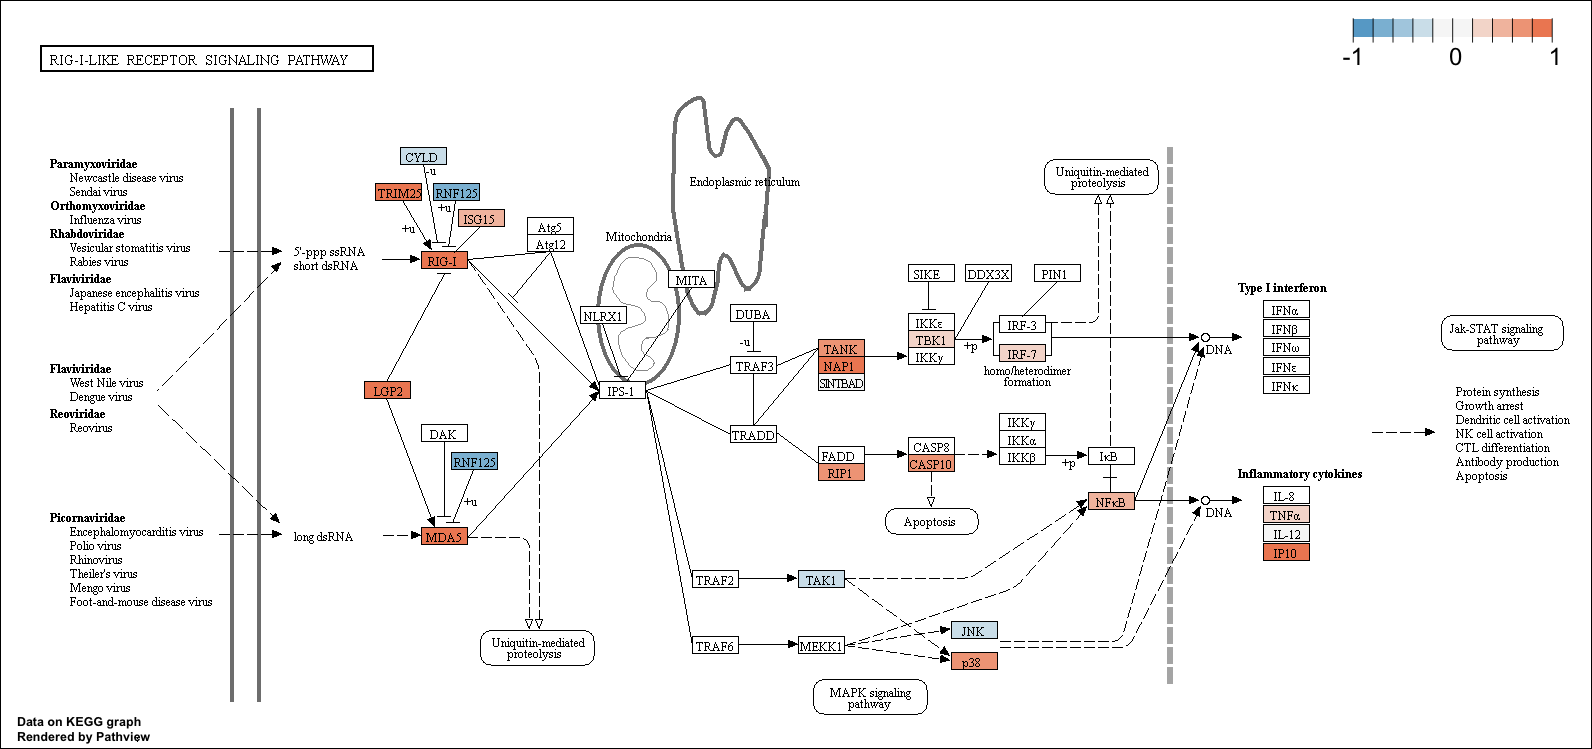 -1
0
1
RIG-I-LIKE RECEPTOR SIGNALING PATHWAY
Paramyxoviridae
Newcastle disease virus
Sendai virus
Orthomyxoviridae
Influenza virus
Rhabdoviridae
Vesicular stomatitis virus
Rabies virus
Flaviviridae
Japanese encephalitis virus
Hepatitis C virus
Flaviviridae
West Nile virus
Dengue virus
Reoviridae
Reovirus
Picornaviridae
Encephalomyocarditis virus
Polio virus
Rhinovirus
Theiler's virus
Mengo virus
Foot-and-mouse disease virus
5'-ppp ssRNA
short dsRNA
long dsRNA
CYLD
-u
TRIM25
RNF125
+u
ISG15
+u
RIG-I
Atg5
Atg12
LGP2
DAK
RNF125
+u
MDA5
Uniquitin-mediated
proteolysis
Endoplasmic reticulum
Mitochondria
MITA
NLRX1
IPS-1
DUBA
-u
TRAF3
TRADD
TANK
NAP1
SINTBAD
FADD
RIP1
TRAF2
TAK1
TRAF6
MEKK1
JNK
p38
MAPK signaling
pathway
SIKE
DDX3X
PIN1
IKKε
TBK1
IKKγ
+p
IRF-3
IRF-7
homo/heterodimer
formation
Uniquitin-mediated
proteolysis
CASP8
CASP10
Apoptosis
IKKγ
IKKα
IKKβ
+p
IκB
NFκB
DNA
DNA
Type I interferon
IFNα
IFNβ
IFNω
IFNε
IFNκ
Inflammatory cytokines
IL-8
TNFα
IL-12
IP10
Jak-STAT signaling
pathway
Protein synthesis
Growth arrest
Dendritic cell activation
NK cell activation
CTL differentiation
Antibody production
Apoptosis
Data on KEGG graph
Rendered by Pathview